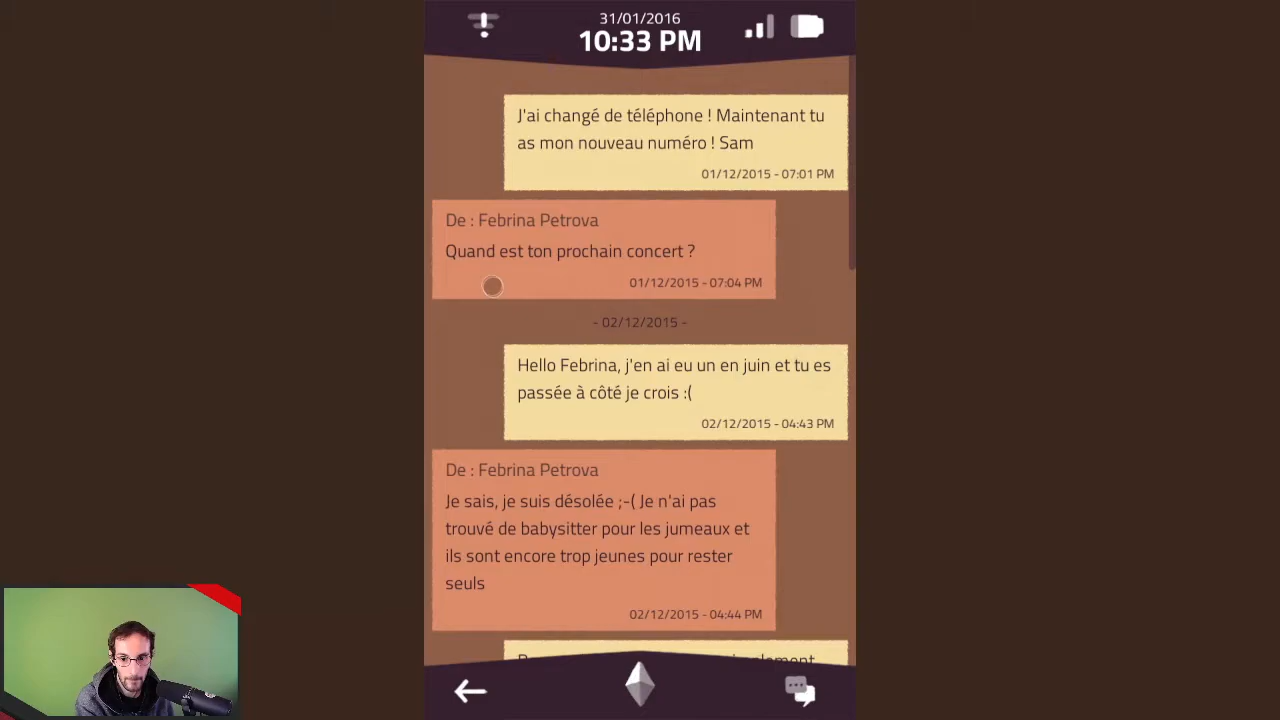 31/01/2016
10:33 PM
J'ai changé de téléphone ! Maintenant tu
as mon nouveau numéro ! Sam
01/12/2015 - 07:01 PM
De : Febrina Petrova
Quand est ton prochain concert ?
01/12/2015 - 07:04 PM
- 02/12/2015 -
Hello Febrina, j'en ai eu un en juin et tu es
passée à côté je crois :(
02/12/2015 - 04:43 PM
De : Febrina Petrova
Je sais, je suis désolée ;-( Je n'ai pas
trouvé de babysitter pour les jumeaux et
ils sont encore trop jeunes pour rester
seuls
02/12/2015 - 04:44 PM